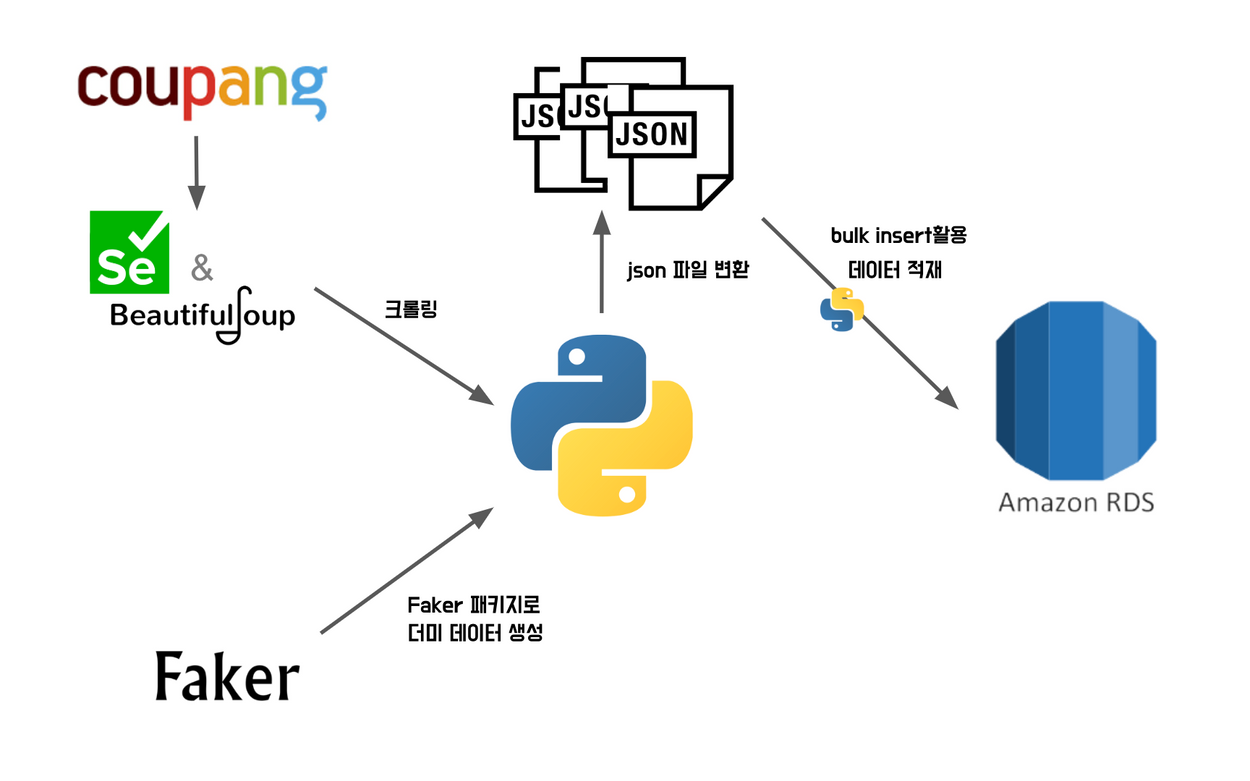 coupang
Se
&
BeautifulSoup
크롤링
JSON
JSON
JSON
json 파일 변환
bulk insert활용
데이터 적재
Amazon RDS
Faker 패키지로
더미 데이터 생성
Faker